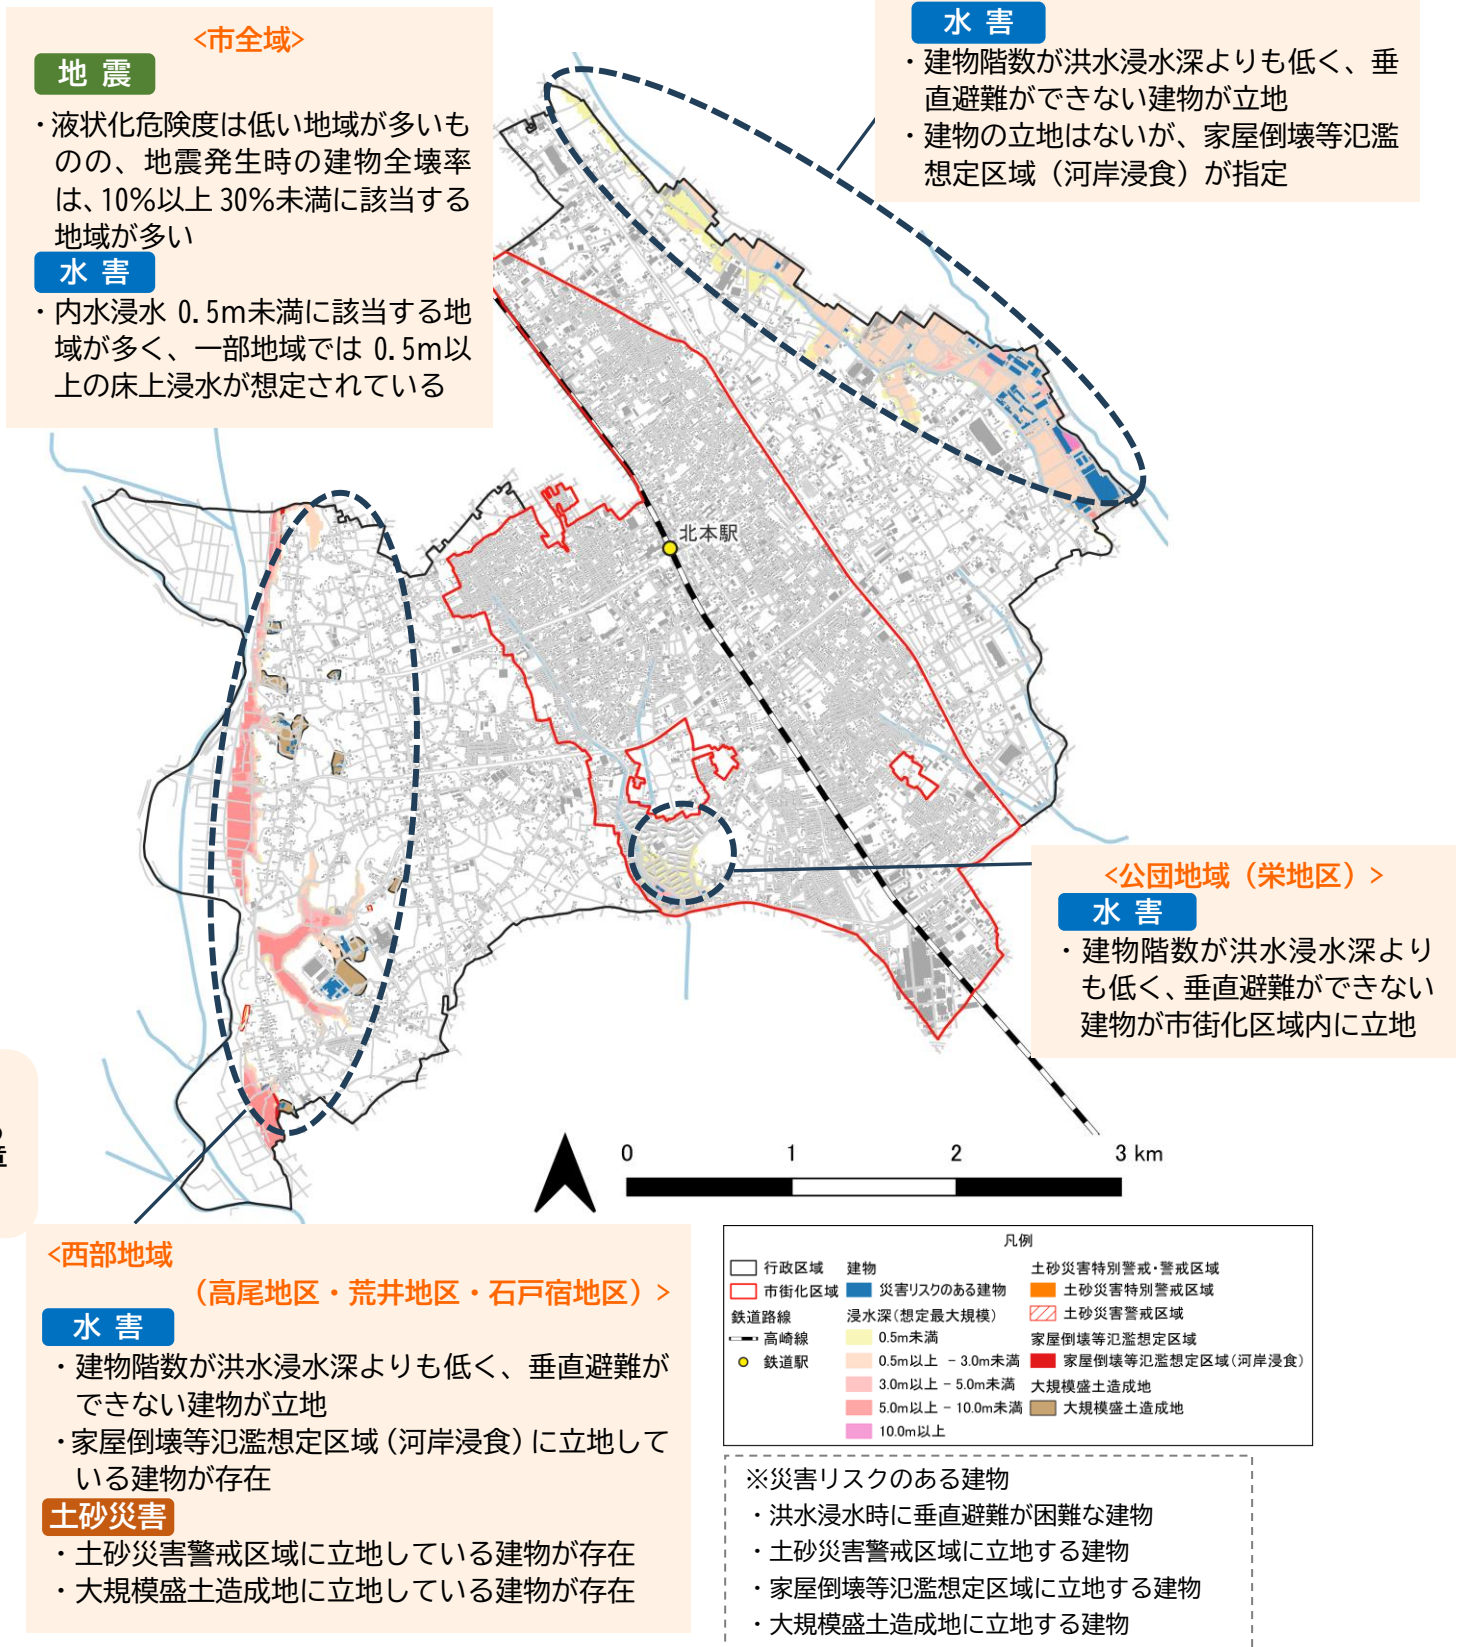 <市全域>
地 震
・液状化危険度は低い地域が多いも
のの、地震発生時の建物全壊率
は、10%以上 30%未満に該当する
地域が多い
水 害
・内水浸水 0.5m未満に該当する地
域が多く、一部地域では 0.5m以
上の床上浸水が想定されている
水 害
・建物階数が洪水浸水深よりも低く、垂
直避難ができない建物が立地
・建物の立地はないが、家屋倒壊等氾濫
想定区域（河岸浸食）が指定
北本駅
<公団地域（栄地区）>
水 害
・建物階数が洪水浸水深より
も低く、垂直避難ができない
建物が市街化区域内に立地
0 1 2 3 km
<西部地域
（高尾地区・荒井地区・石戸宿地区）>
水 害
・建物階数が洪水浸水深よりも低く、垂直避難が
できない建物が立地
・家屋倒壊等氾濫想定区域（河岸浸食）に立地して
いる建物が存在
土砂災害
・土砂災害警戒区域に立地している建物が存在
・大規模盛土造成地に立地している建物が存在
凡例
行政区域
市街化区域
鉄道路線
高崎線
鉄道駅
建物
災害リスクのある建物
浸水深（想定最大規模）
0.5m未満
0.5m以上 － 3.0m未満
3.0m以上 － 5.0m未満
5.0m以上 － 10.0m未満
10.0m以上
土砂災害特別警戒・警戒区域
土砂災害特別警戒区域
土砂災害警戒区域
家屋倒壊等氾濫想定区域
家屋倒壊等氾濫想定区域（河岸浸食）
大規模盛土造成地
大規模盛土造成地
※災害リスクのある建物
・洪水浸水時に垂直避難が困難な建物
・土砂災害警戒区域に立地する建物
・家屋倒壊等氾濫想定区域に立地する建物
・大規模盛土造成地に立地する建物